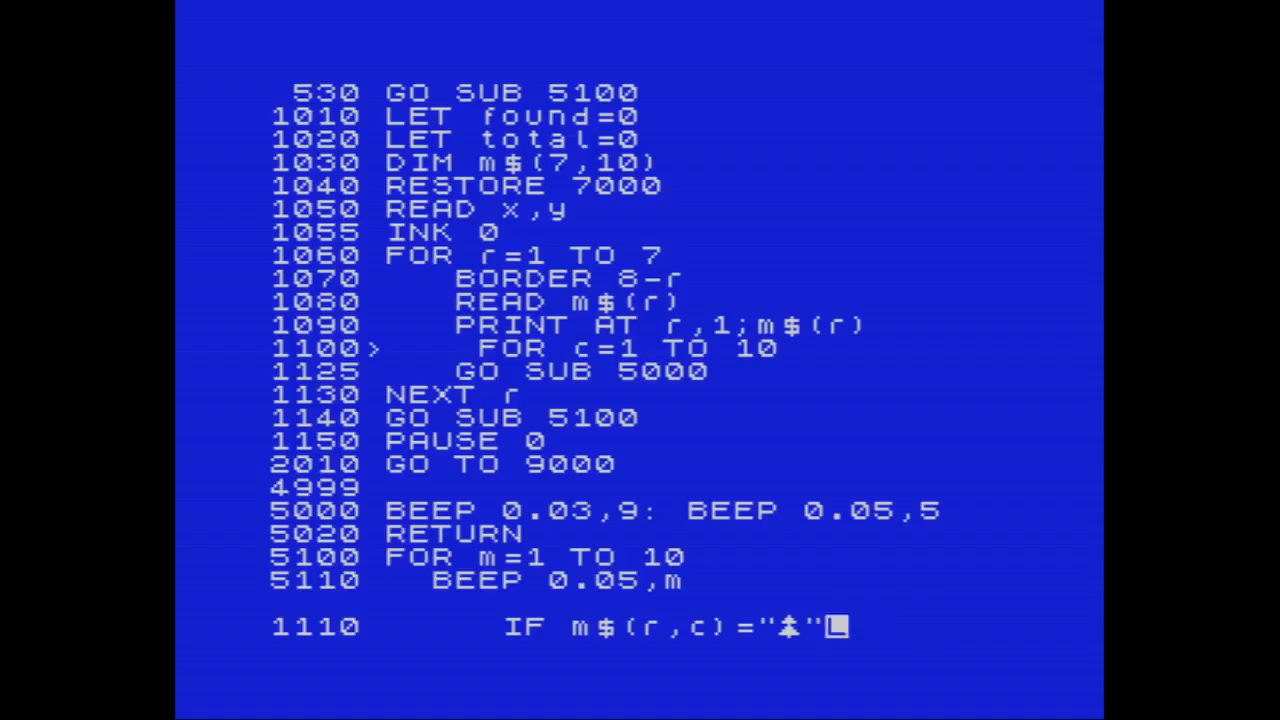 530 GO SUB 5100
1010 LET found=0
1020 LET total=0
1030 DIM m$(7,10)
1040 RESTORE 7000
1050 READ x,y
1055 INK 0
1060 FOR r=1 TO 7
1070 BORDER 8-r
1080 READ m$(r)
1090 PRINT AT r,1;m$(r)
1100> FOR c=1 TO 10
1125 GO SUB 5000
1130 NEXT r
1140 GO SUB 5100
1150 PAUSE 0
2010 GO TO 9000
4999
5000 BEEP 0.03,9: BEEP 0.05,5
5020 RETURN
5100 FOR m=1 TO 10
5110 BEEP 0.05,m
1110 IF m$(r,c)="🌲"L